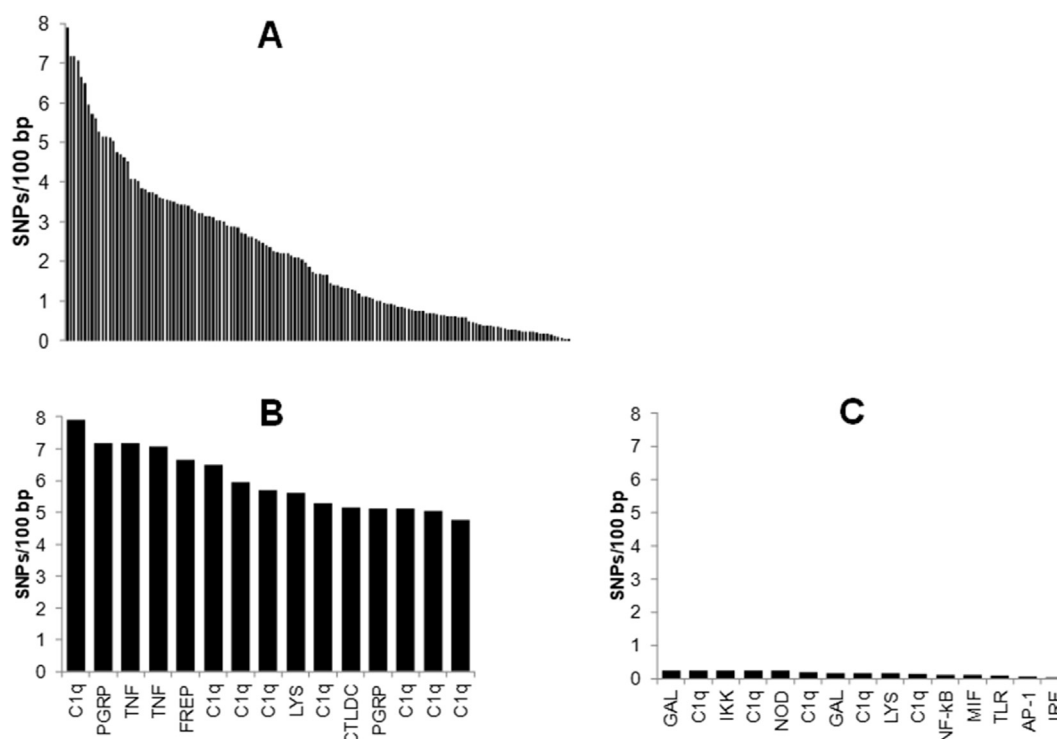 A
SNPs/100 bp
8
7
6
5
4
3
2
1
0
B
SNPs/100 bp
8
7
6
5
4
3
2
1
0
C1q
PGRP
TNF
TNF
FREP
C1q
C1q
C1q
LYS
C1q
CTLDC
PGRP
C1q
C1q
C1q
C
SNPs/100 bp
8
7
6
5
4
3
2
1
0
GAL
C1q
IKK
C1q
NOD
C1q
GAL
C1q
LYS
C1q
NF-kB
MIF
TLR
AP-1
IRF